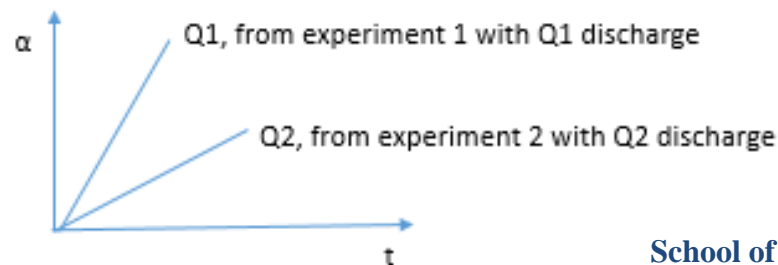 α
Q1, from experiment 1 with Q1 discharge
Q2, from experiment 2 with Q2 discharge
t
School of